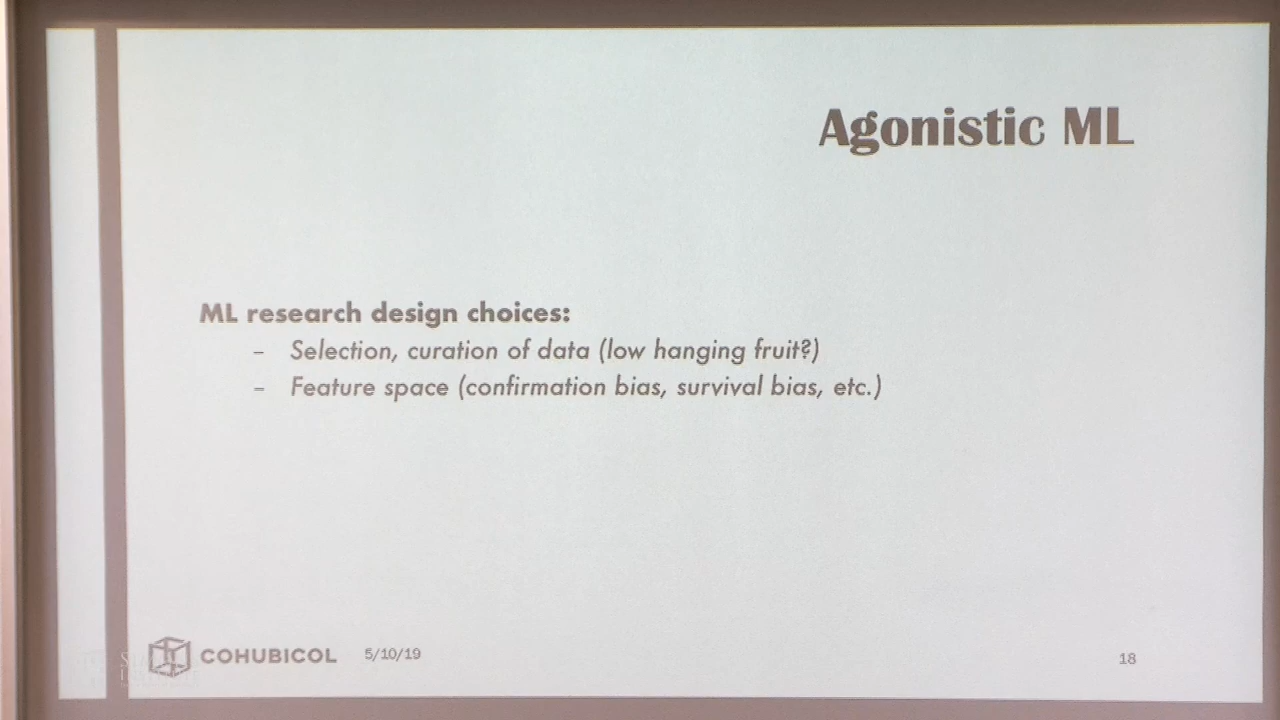 Agonistic ML
ML research design choices:
– Selection, curation of data (low hanging fruit?)
– Feature space (confirmation bias, survival bias, etc.)
COHUBICOL 5/10/19 18